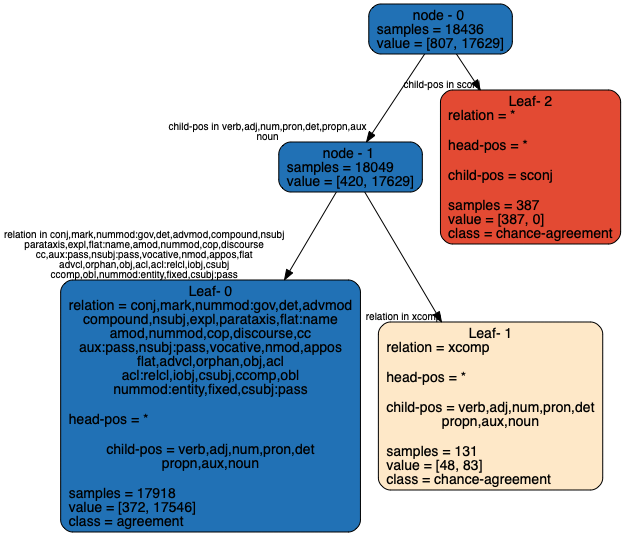 node - 0
samples = 18436
value = [807, 17629]
child-pos in sconj
child-pos in verb,adj,num,pron,det,propn,aux
noun
Leaf- 2
relation = *
head-pos = *
child-pos = sconj
samples = 387
value = [387, 0]
class = chance-agreement
node - 1
samples = 18049
value = [420, 17629]
relation in conj,mark,nummod:gov,det,advmod,compound,nsubj
parataxis,expl,flat:name,amod,nummod,cop,discourse
cc,aux:pass,nsubj:pass,vocative,nmod,appos,flat
advcl,orphan,obj,acl,acl:relcl,iobj,csubj
ccomp,obl,nummod:entity,fixed,csubj:pass
relation in xcomp
Leaf- 0
relation = conj,mark,nummod:gov,det,advmod
compound,nsubj,expl,parataxis,flat:name
amod,nummod,cop,discourse,cc
aux:pass,nsubj:pass,vocative,nmod,appos
flat,advcl,orphan,obj,acl
acl:relcl,iobj,csubj,ccomp,obl
nummod:entity,fixed,csubj:pass
head-pos = *
child-pos = verb,adj,num,pron,det
propn,aux,noun
samples = 17918
value = [372, 17546]
class = agreement
Leaf- 1
relation = xcomp
head-pos = *
child-pos = verb,adj,num,pron,det
propn,aux,noun
samples = 131
value = [48, 83]
class = chance-agreement